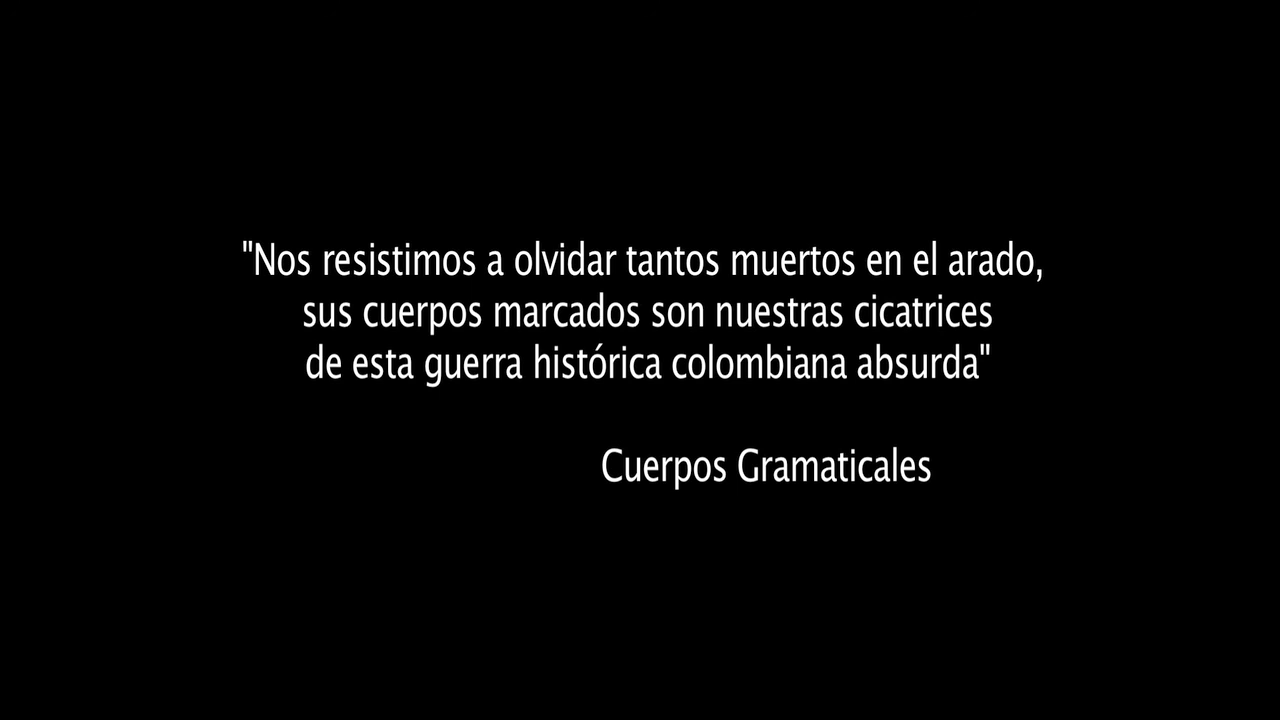 "Nos resistimos a olvidar tantos muertos en el arado,
sus cuerpos marcados son nuestras cicatrices
de esta guerra histórica colombiana absurda"
Cuerpos Gramaticales